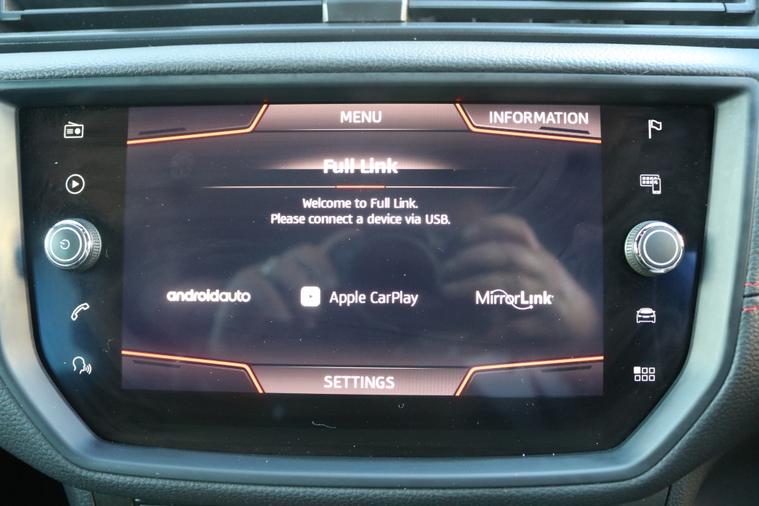 MENU
INFORMATION
Full Link
Welcome to Full Link.
Please connect a device via USB.
androidauto
Apple CarPlay
MirrorLink
SETTINGS